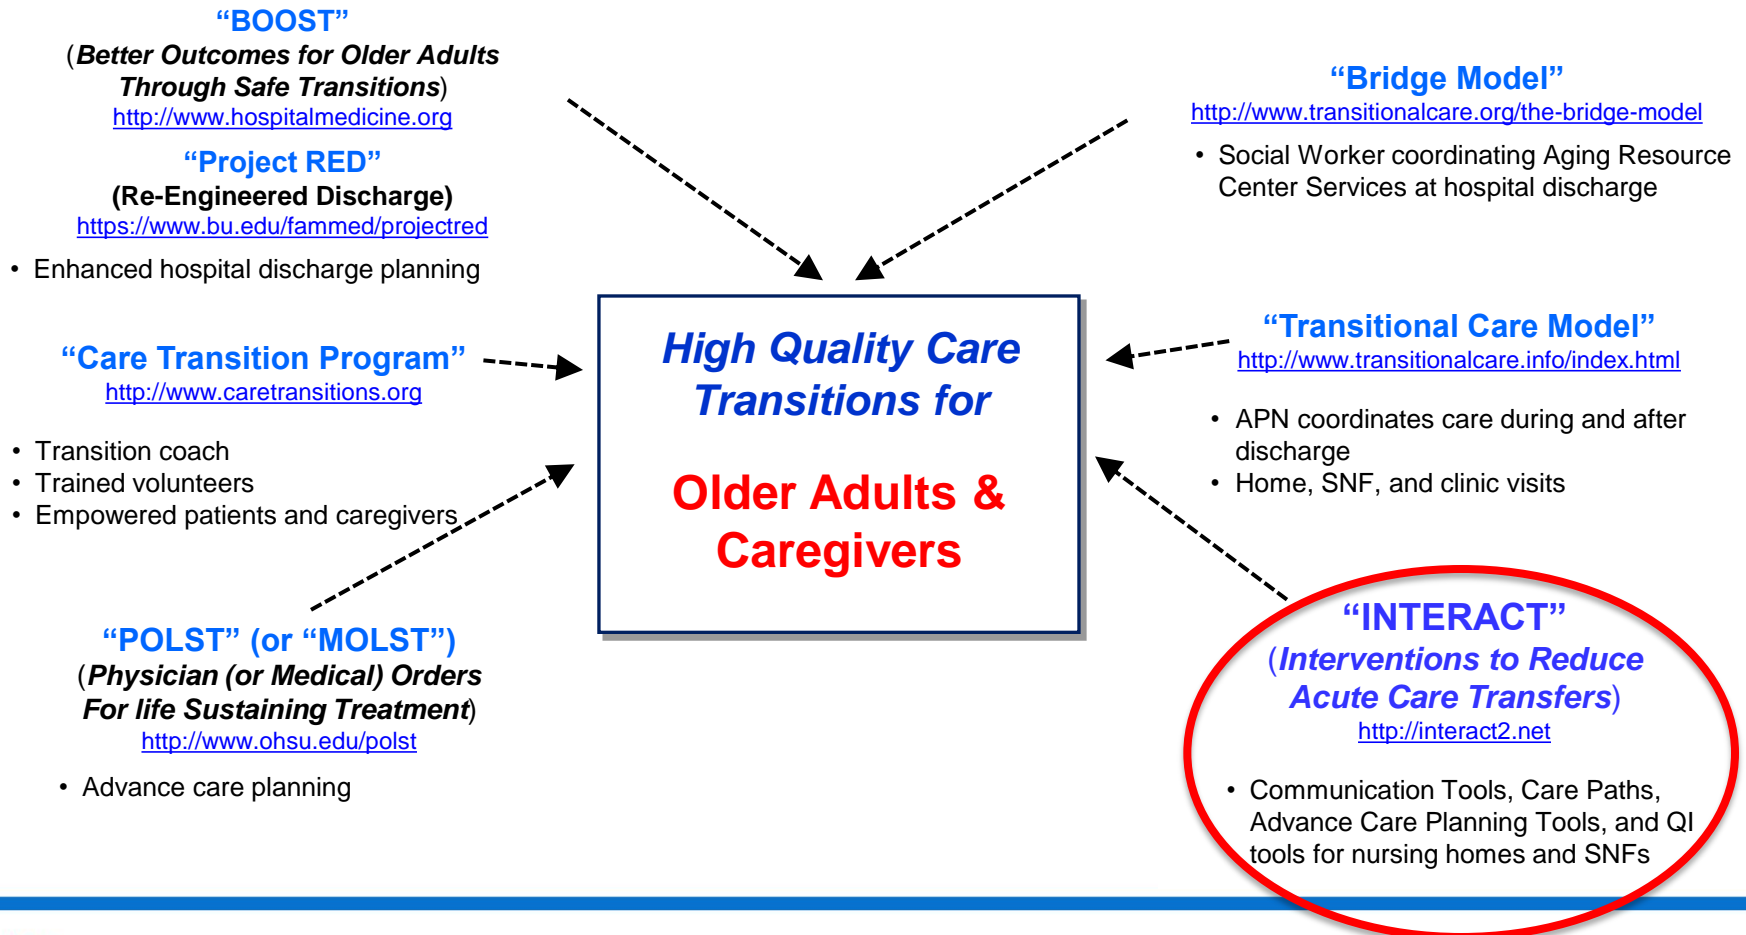 “BOOST”
(Better Outcomes for Older Adults
Through Safe Transitions)
http://www.hospitalmedicine.org
“Project RED”
(Re-Engineered Discharge)
https://www.bu.edu/fammed/projectred
• Enhanced hospital discharge planning
“Care Transition Program”
http://www.caretransitions.org
• Transition coach
• Trained volunteers
• Empowered patients and caregivers
“POLST” (or “MOLST”)
(Physician (or Medical) Orders
For life Sustaining Treatment)
http://www.ohsu.edu/polst
• Advance care planning
High Quality Care
Transitions for
Older Adults &
Caregivers
“Bridge Model”
http://www.transitionalcare.org/the-bridge-model
• Social Worker coordinating Aging Resource
Center Services at hospital discharge
“Transitional Care Model”
http://www.transitionalcare.info/index.html
• APN coordinates care during and after
discharge
• Home, SNF, and clinic visits
“INTERACT”
(Interventions to Reduce
Acute Care Transfers)
http://interact2.net
• Communication Tools, Care Paths,
Advance Care Planning Tools, and QI
tools for nursing homes and SNFs